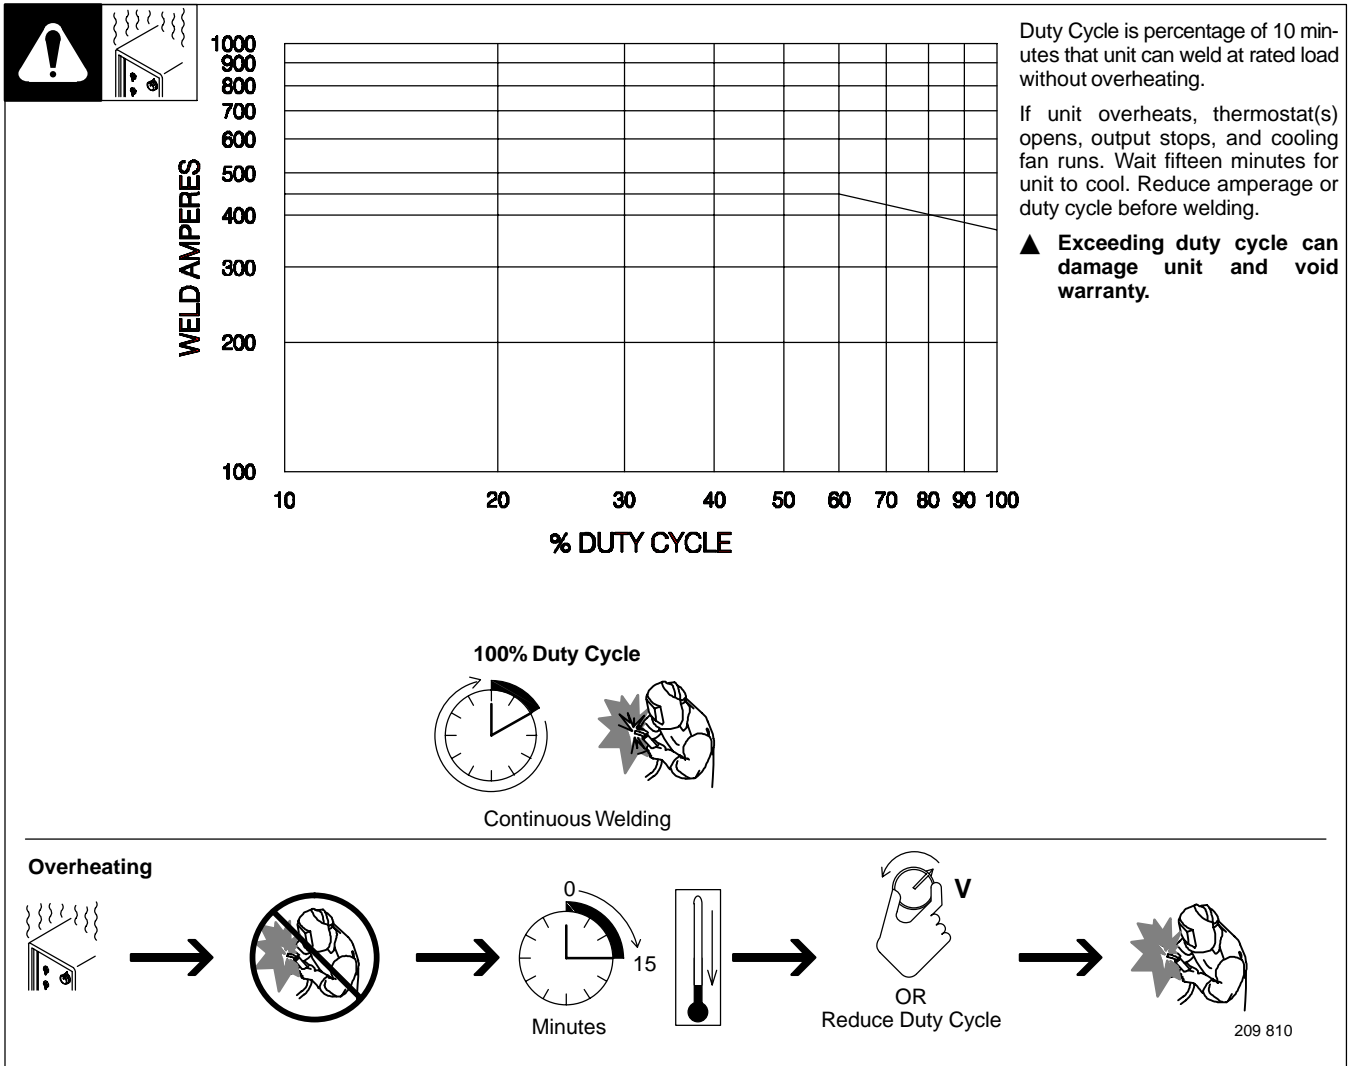 Duty Cycle is percentage of 10 min-
utes that unit can weld at rated load
without overheating.
If unit overheats, thermostat(s)
opens, output stops, and cooling
fan runs. Wait fifteen minutes for
unit to cool. Reduce amperage or
duty cycle before welding.
▲ Exceeding duty cycle can
damage unit and void
warranty.
WELD AMPERES
1000
900
800
700
600
500
400
300
200
100
10 20 30 40 50 60 70 80 90 100
% DUTY CYCLE
100% Duty Cycle
Continuous Welding
Overheating
0
15
Minutes
V
OR
Reduce Duty Cycle
209 810